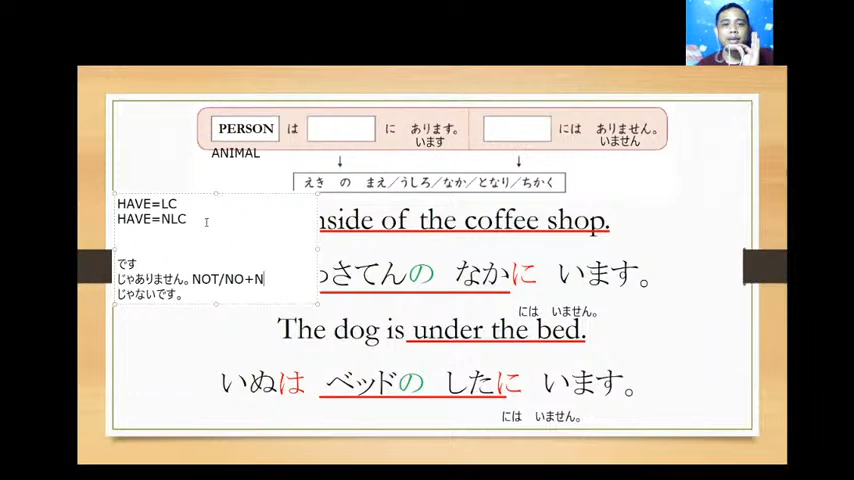 PERSON は に あります。 には ありません。
います いません
ANIMAL
えき の まえ/うしろ/なか/となり/ちかく
HAVE=LC
HAVE=NLC
nside of the coffee shop.
です
じゃありません。NOT/NO+N
じゃないです。
さてんの なかに います。
には いません。
The dog is under the bed.
いぬは ベッドの したに います。
には いません。